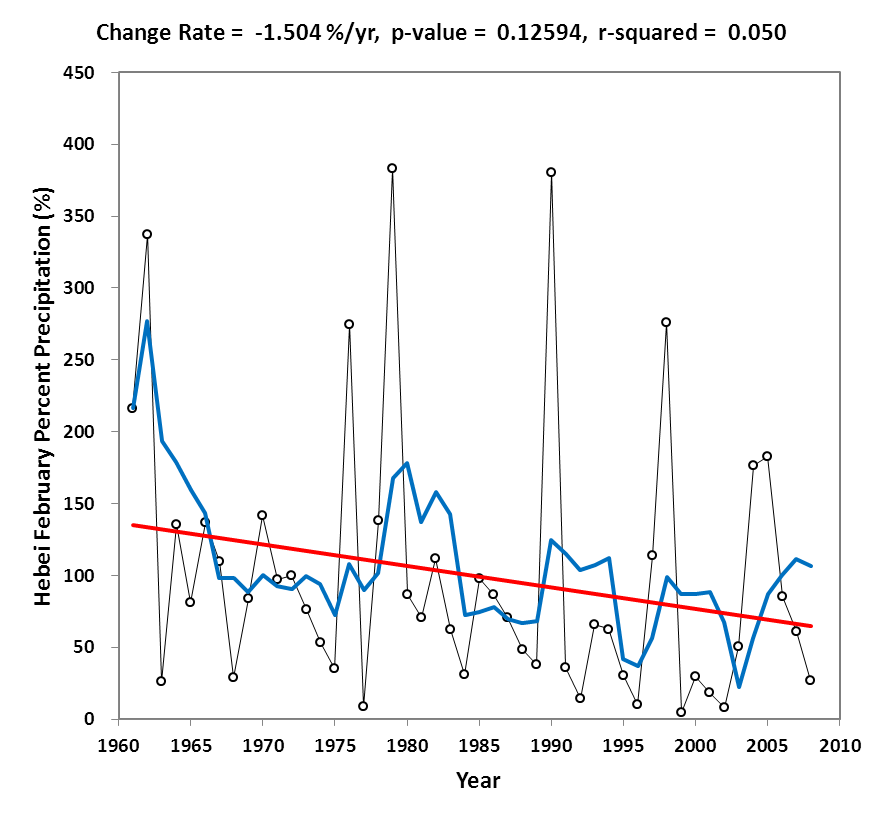 Change Rate = -1.504 %/yr, p-value = 0.12594, r-squared = 0.050
450
400
350
300
250
200
150
100
50
0
Hebei February Percent Precipitation (%)
1960 1965 1970 1975 1980 1985 1990 1995 2000 2005 2010
Year